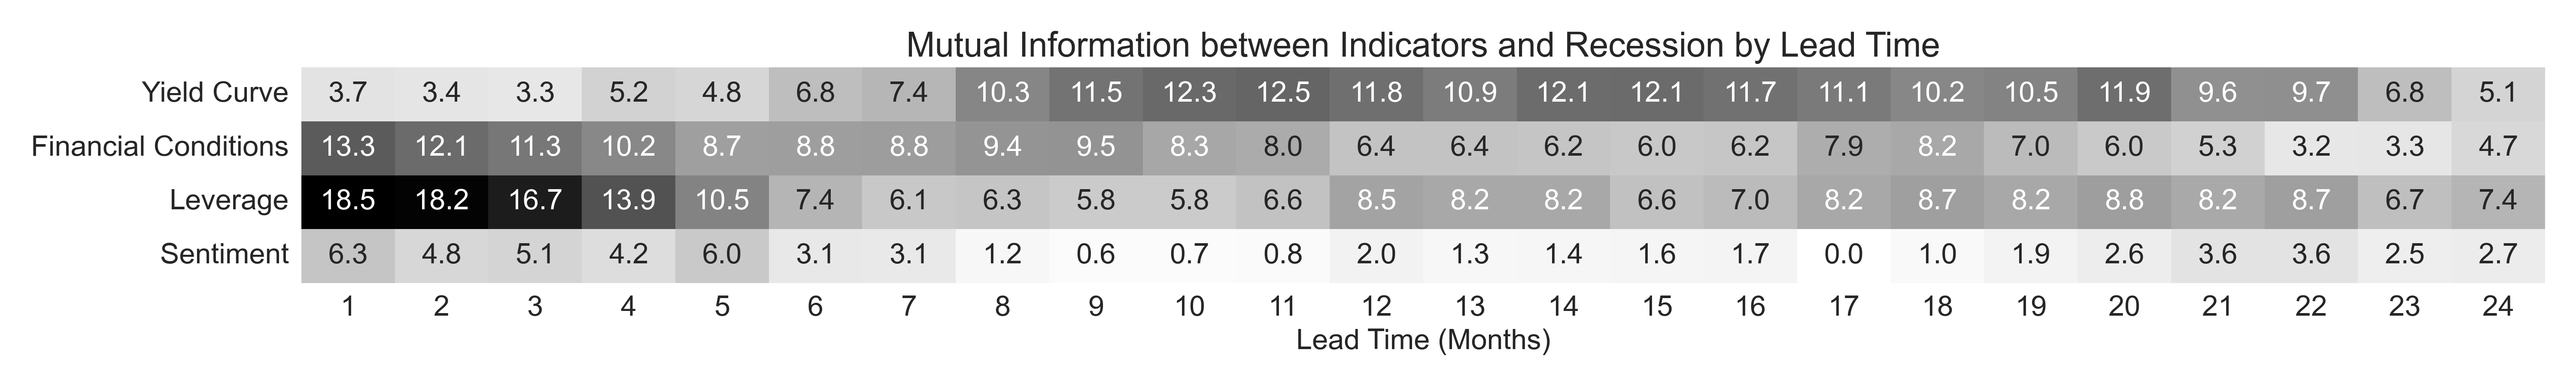 Mutual Information between Indicators and Recession by Lead Time
Yield Curve 3.7 3.4 3.3 5.2 4.8 6.8 7.4 10.3 11.5 12.3 12.5 11.8 10.9 12.1 12.1 11.7 11.1 10.2 10.5 11.9 9.6 9.7 6.8 5.1
Financial Conditions 13.3 12.1 11.3 10.2 8.7 8.8 8.8 9.4 9.5 8.3 8.0 6.4 6.4 6.2 6.0 6.2 7.9 8.2 7.0 6.0 5.3 3.2 3.3 4.7
Leverage 18.5 18.2 16.7 13.9 10.5 7.4 6.1 6.3 5.8 5.8 6.6 8.5 8.2 8.2 6.6 7.0 8.2 8.7 8.2 8.8 8.2 8.7 6.7 7.4
Sentiment 6.3 4.8 5.1 4.2 6.0 3.1 3.1 1.2 0.6 0.7 0.8 2.0 1.3 1.4 1.6 1.7 0.0 1.0 1.9 2.6 3.6 3.6 2.5 2.7
1 2 3 4 5 6 7 8 9 10 11 12 13 14 15 16 17 18 19 20 21 22 23 24
Lead Time (Months)